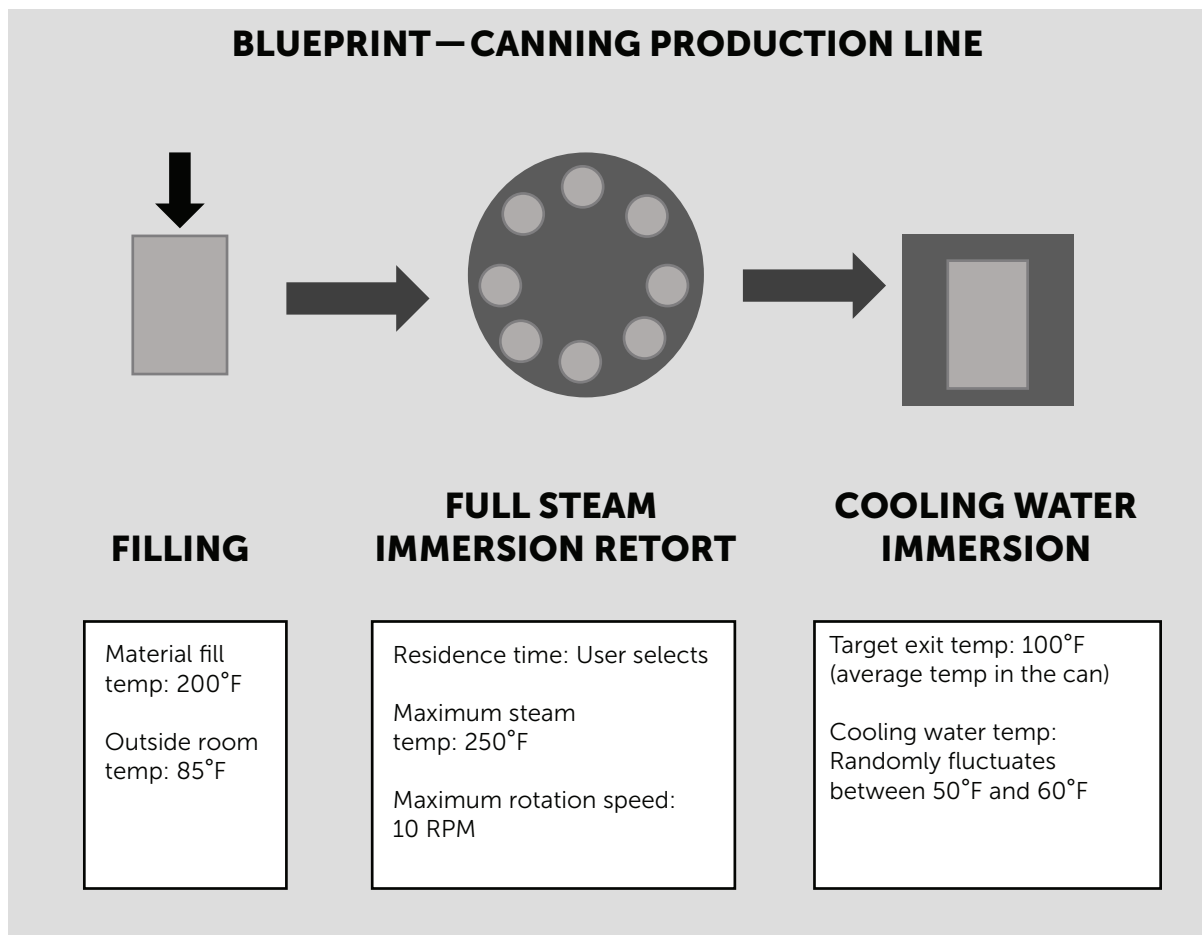 BLUEPRINT—CANNING PRODUCTION LINE
FILLING
FULL STEAM
IMMERSION RETORT
COOLING WATER
IMMERSION
Material fill
temp: 200°F
Outside room
temp: 85°F
Residence time: User selects
Maximum steam
temp: 250°F
Maximum rotation speed:
10 RPM
Target exit temp: 100°F
(average temp in the can)
Cooling water temp:
Randomly fluctuates
between 50°F and 60°F